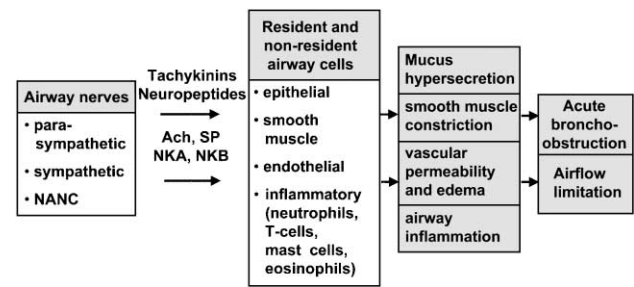 Airway nerves
• para-
sympathetic
• sympathetic
• NANC
Tachykinins
Neuropeptides
Ach, SP
NKA, NKB
Resident and
non-resident
airway cells
• epithelial
• smooth
muscle
• endothelial
• inflammatory
(neutrophils,
T-cells,
mast cells,
eosinophils)
Mucus
hypersecretion
smooth muscle
constriction
vascular
permeability
and edema
airway
inflammation
Acute
broncho-
obstruction
Airflow
limitation